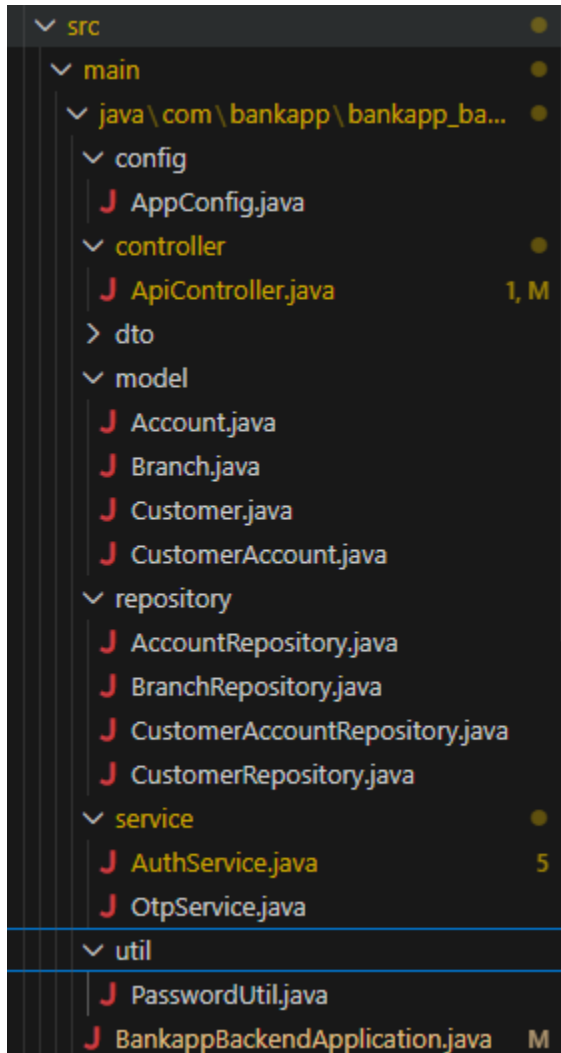 src
main
java\com\bankapp\bankapp_ba...
config
J AppConfig.java
controller
J ApiController.java 1, M
dto
model
J Account.java
J Branch.java
J Customer.java
J CustomerAccount.java
repository
J AccountRepository.java
J BranchRepository.java
J CustomerAccountRepository.java
J CustomerRepository.java
service
J AuthService.java 5
J OtpService.java
util
J PasswordUtil.java
J BankappBackendApplication.java M